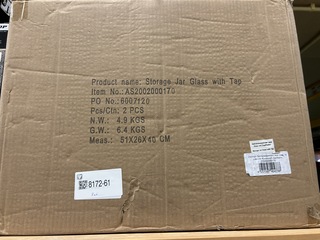 Product name: Storage Jar Glass with Tap
Item No.: AS2002000170
PO No.: 6007120
Pcs/Ctn: 2 PCS
N.W.: 4.9 KGS
G.W.: 6.4 KGS
Meas.: 51X26X40 CM
8172-61